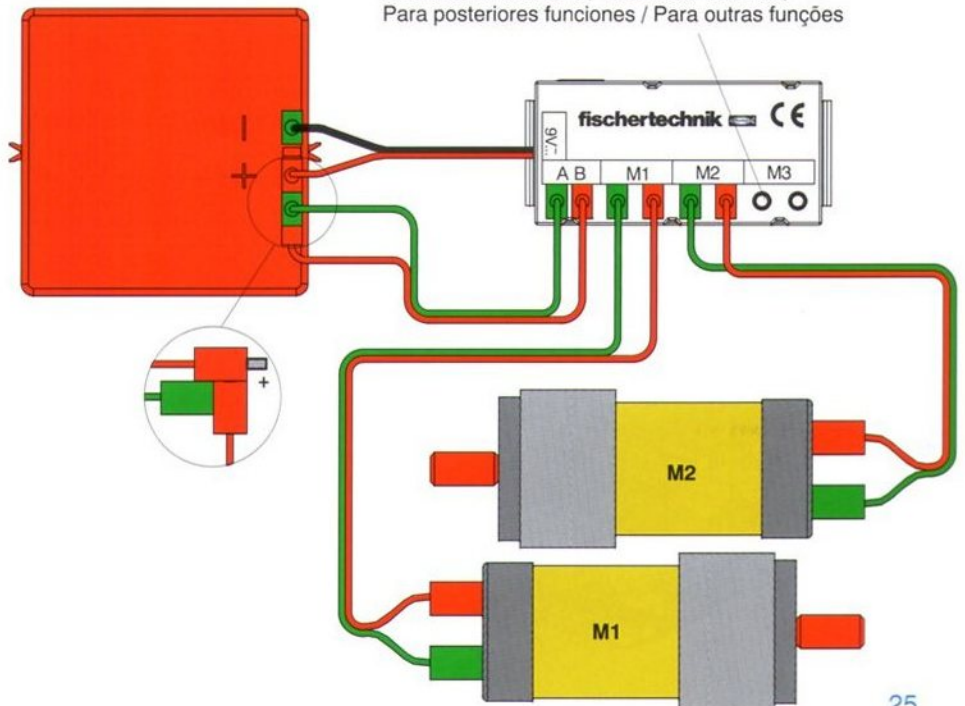 Para posteriores funciones / Para outras funções
−
+
fischertechnik CE
9V...
A B M1 M2 M3
+
M2
M1
25